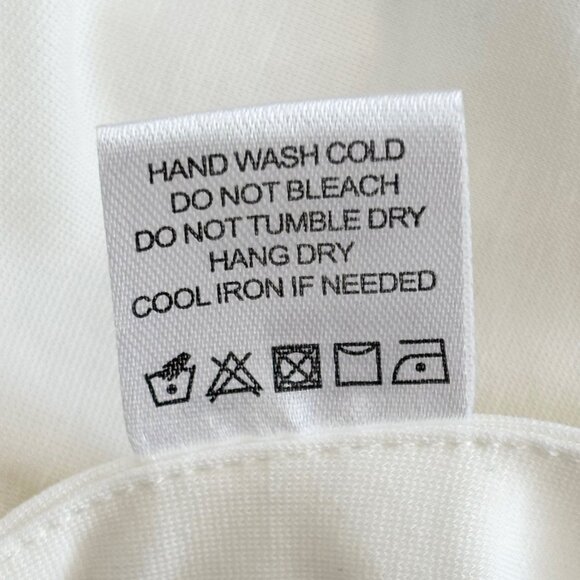 HAND WASH COLD
DO NOT BLEACH
DO NOT TUMBLE DRY
HANG DRY
COOL IRON IF NEEDED